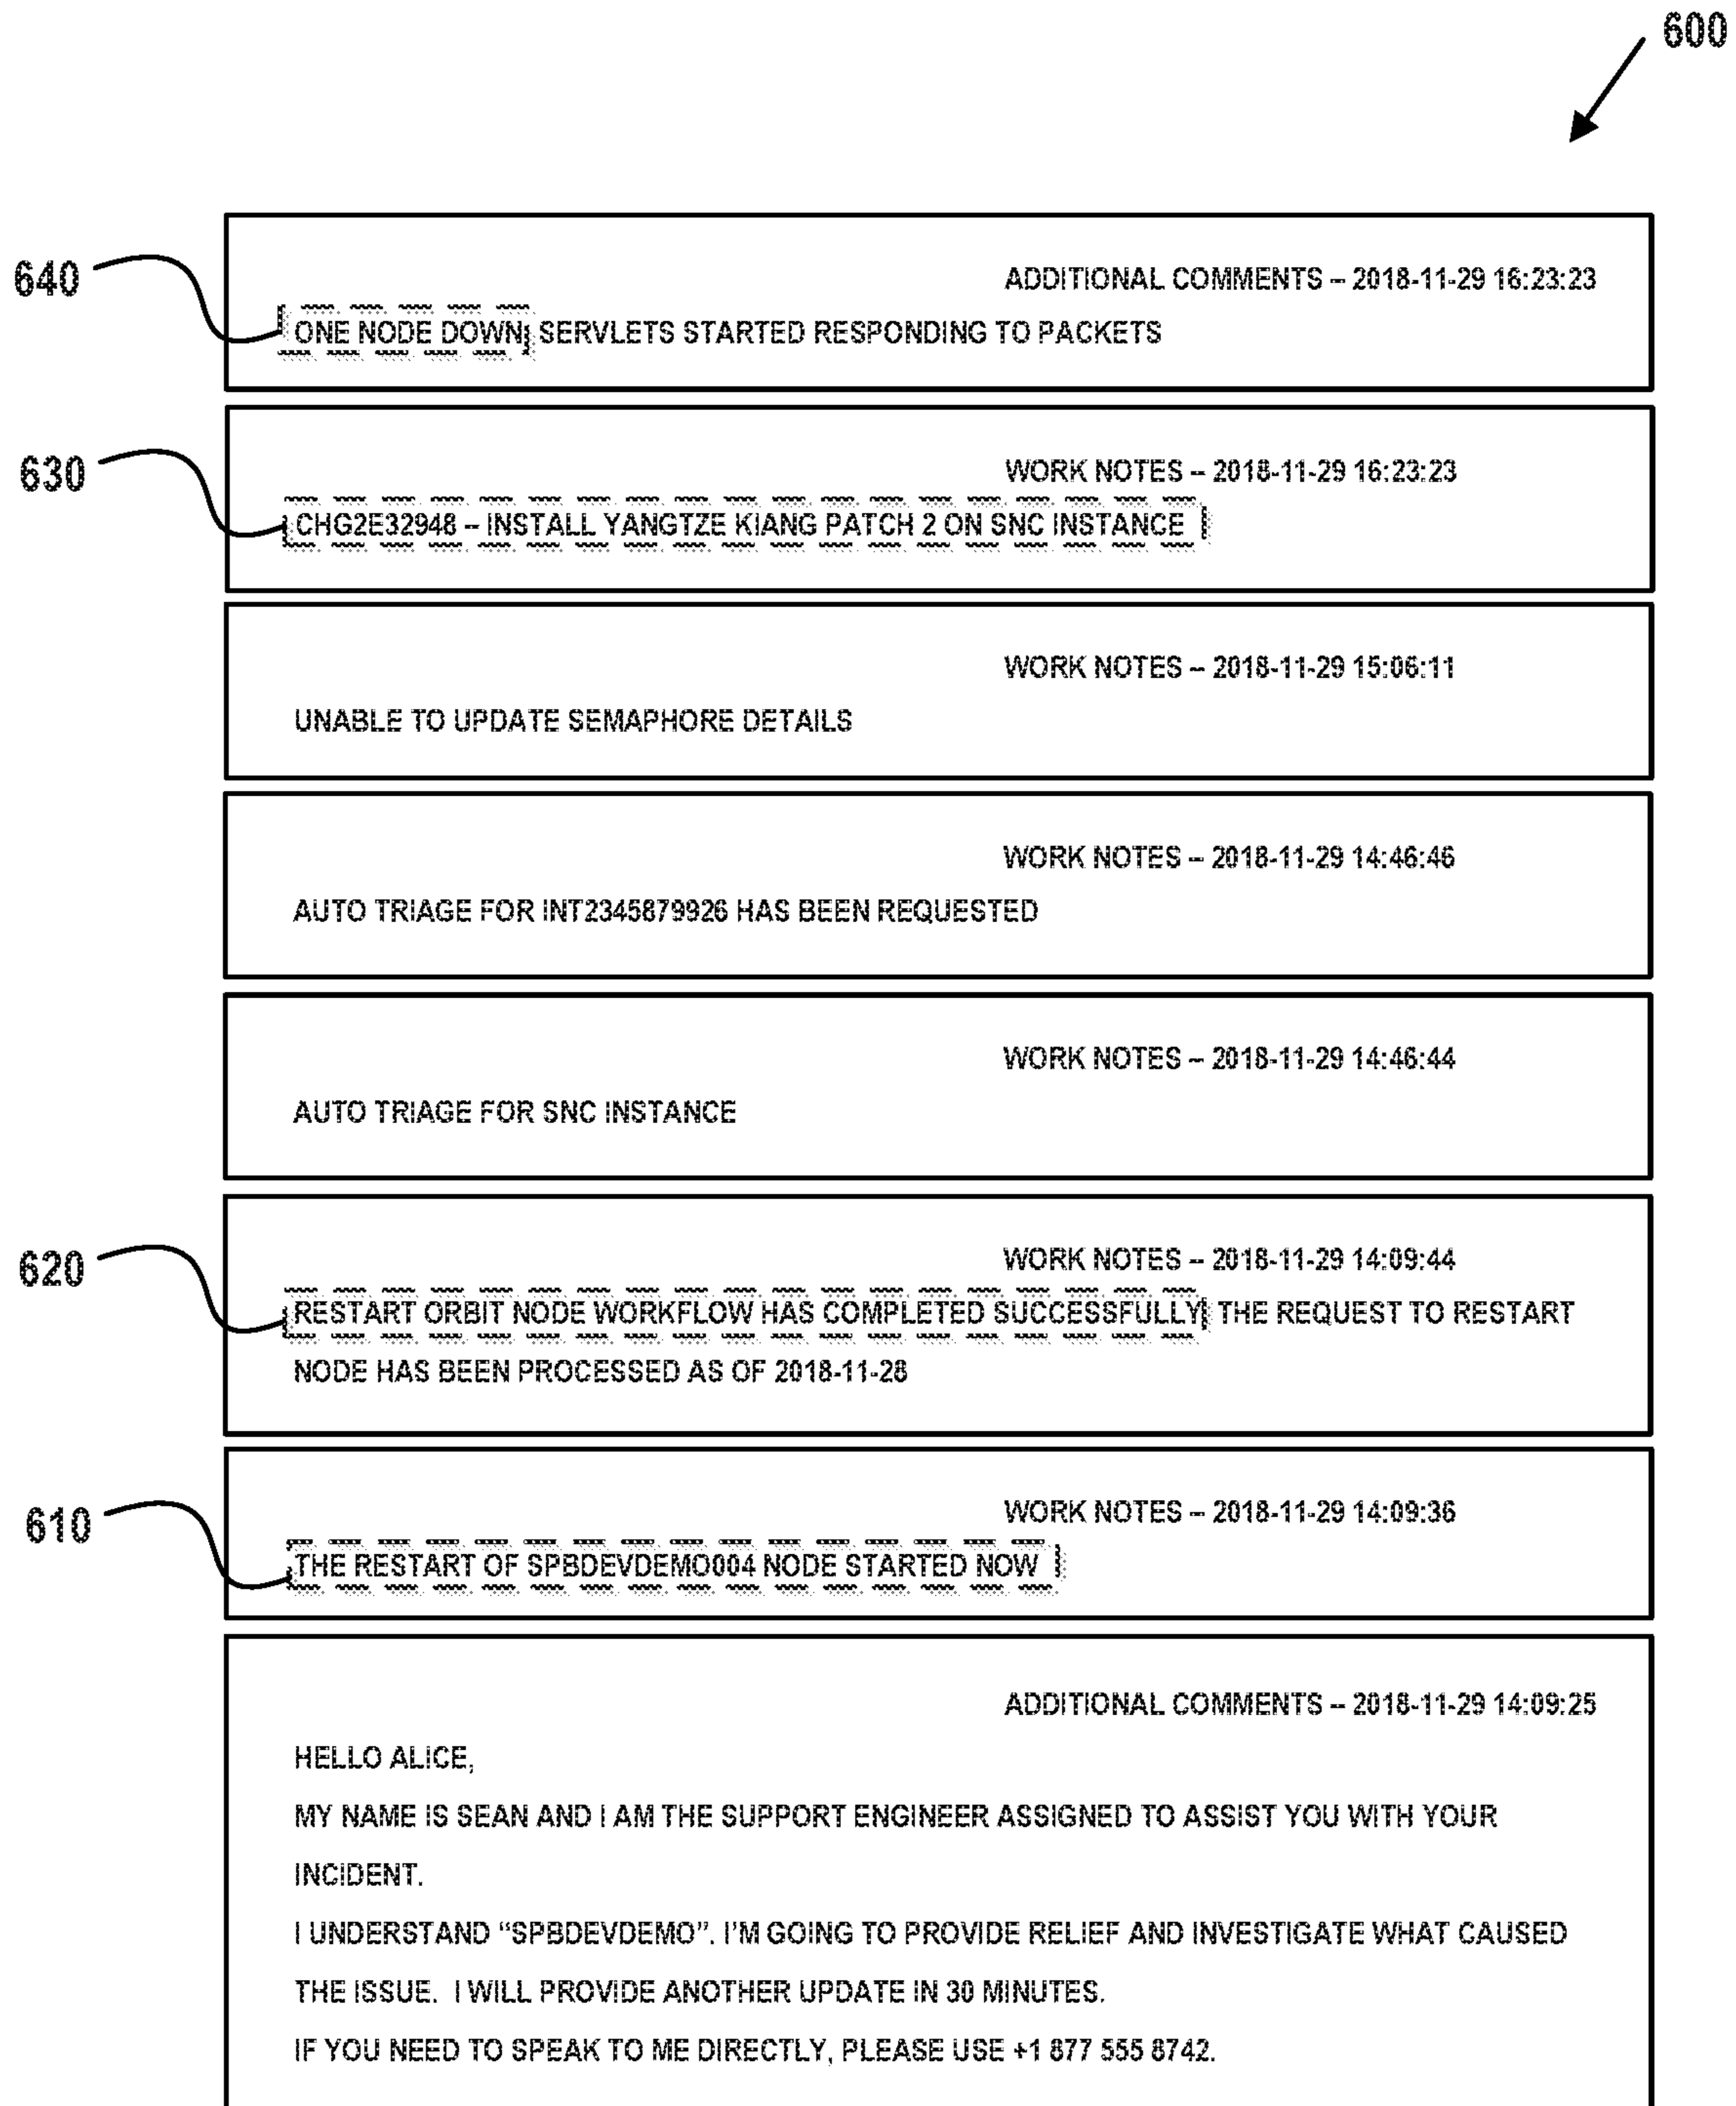 600
640
ADDITIONAL COMMENTS – 2018-11-29 16:23:23
ONE NODE DOWN; SERVLETS STARTED RESPONDING TO PACKETS
630
WORK NOTES – 2018-11-29 16:23:23
CHG2E32948 – INSTALL YANGTZE KIANG PATCH 2 ON SNC INSTANCE
WORK NOTES – 2018-11-29 15:06:11
UNABLE TO UPDATE SEMAPHORE DETAILS
WORK NOTES – 2018-11-29 14:46:46
AUTO TRIAGE FOR INT2345879926 HAS BEEN REQUESTED
WORK NOTES – 2018-11-29 14:46:44
AUTO TRIAGE FOR SNC INSTANCE
620
WORK NOTES – 2018-11-29 14:09:44
RESTART ORBIT NODE WORKFLOW HAS COMPLETED SUCCESSFULLY THE REQUEST TO RESTART
NODE HAS BEEN PROCESSED AS OF 2018-11-28
610
WORK NOTES – 2018-11-29 14:09:36
THE RESTART OF SPBDEVDEMO004 NODE STARTED NOW
ADDITIONAL COMMENTS – 2018-11-29 14:09:25
HELLO ALICE,
MY NAME IS SEAN AND I AM THE SUPPORT ENGINEER ASSIGNED TO ASSIST YOU WITH YOUR
INCIDENT.
I UNDERSTAND “SPBDEVDEMO”. I’M GOING TO PROVIDE RELIEF AND INVESTIGATE WHAT CAUSED
THE ISSUE. I WILL PROVIDE ANOTHER UPDATE IN 30 MINUTES.
IF YOU NEED TO SPEAK TO ME DIRECTLY, PLEASE USE +1 877 555 8742.